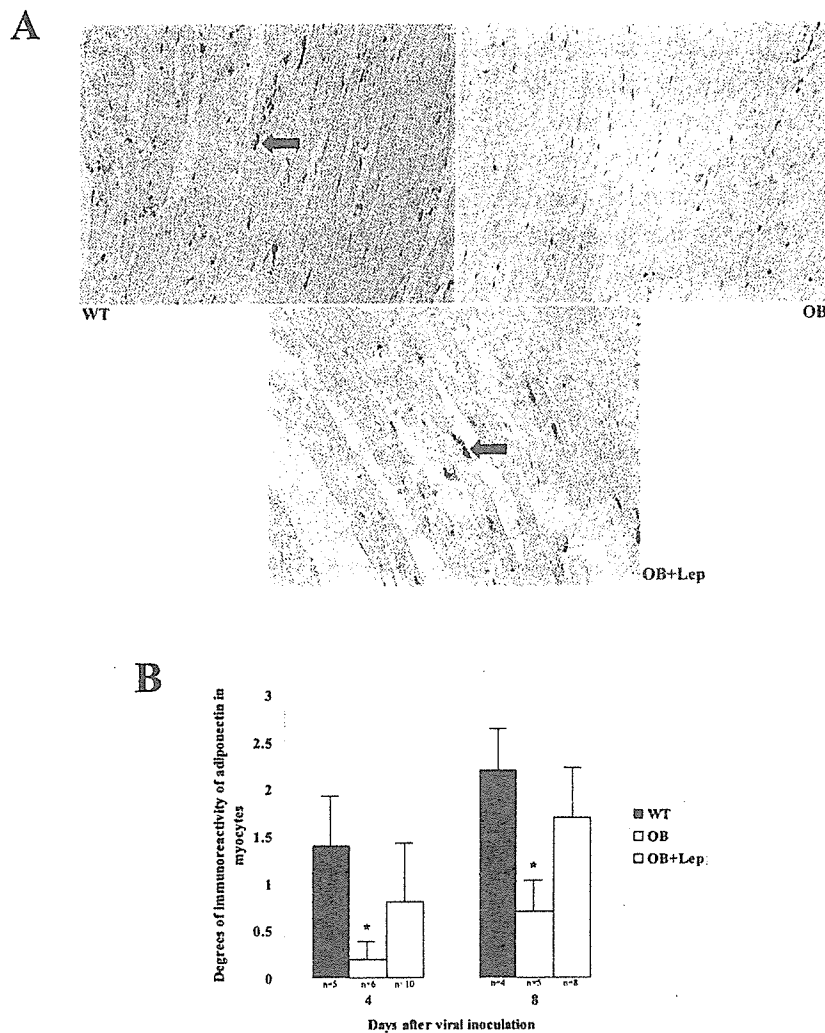 A
WT
OB
OB+Lep
B
Degrees of immunoreactivity of adiponectin in
myocytes
3
2.5
2
1.5
1
0.5
0
*
*
WT
OB
OB+Lep
n=5 n=6 n=10
n=4 n=5 n=8
4
8
Days after viral inoculation